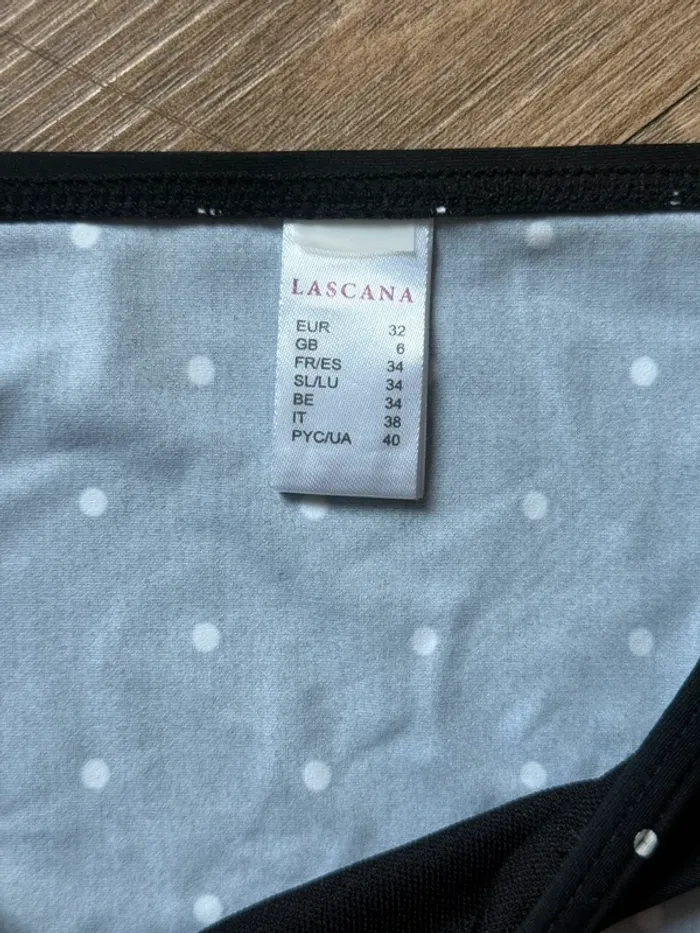 LASCANA
EUR 32
GB 6
FR/ES 34
SL/LU 34
BE 34
IT 38
PYC/UA 40